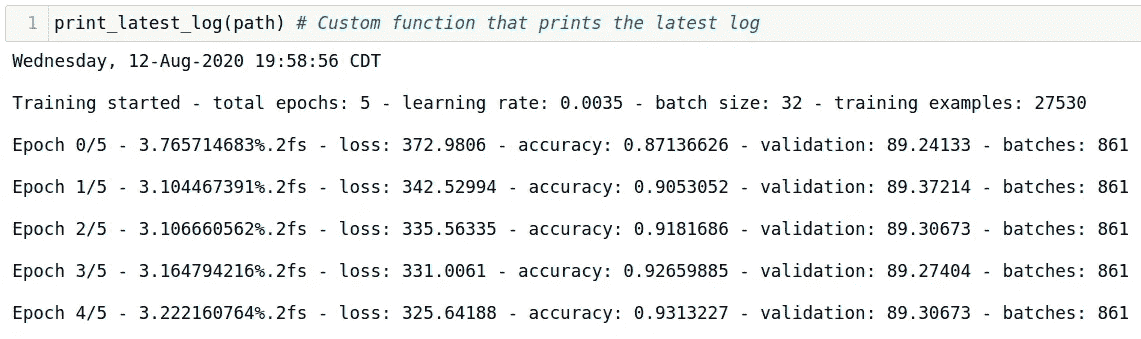 1 print_latest_log(path) # Custom function that prints the latest log
Wednesday, 12-Aug-2020 19:58:56 CDT
Training started - total epochs: 5 - learning rate: 0.0035 - batch size: 32 - training examples: 27530
Epoch 0/5 - 3.765714683%.2fs - loss: 372.9806 - accuracy: 0.87136626 - validation: 89.24133 - batches: 861
Epoch 1/5 - 3.104467391%.2fs - loss: 342.52994 - accuracy: 0.9053052 - validation: 89.37214 - batches: 861
Epoch 2/5 - 3.106660562%.2fs - loss: 335.56335 - accuracy: 0.9181686 - validation: 89.30673 - batches: 861
Epoch 3/5 - 3.164794216%.2fs - loss: 331.0061 - accuracy: 0.92659885 - validation: 89.27404 - batches: 861
Epoch 4/5 - 3.222160764%.2fs - loss: 325.64188 - accuracy: 0.9313227 - validation: 89.30673 - batches: 861